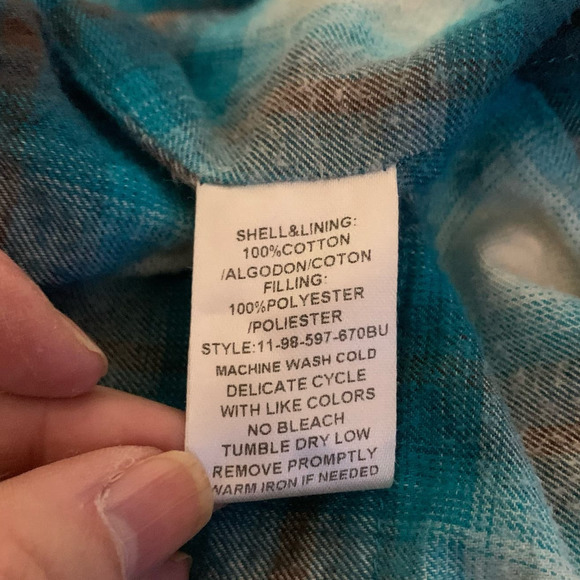 SHELL&LINING:
100%COTTON
/ALGODON/COTON
FILLING:
100%POLYESTER
/POLIESTER
STYLE:11-98-597-670BU
MACHINE WASH COLD
DELICATE CYCLE
WITH LIKE COLORS
NO BLEACH
TUMBLE DRY LOW
REMOVE PROMPTLY
WARM IRON IF NEEDED